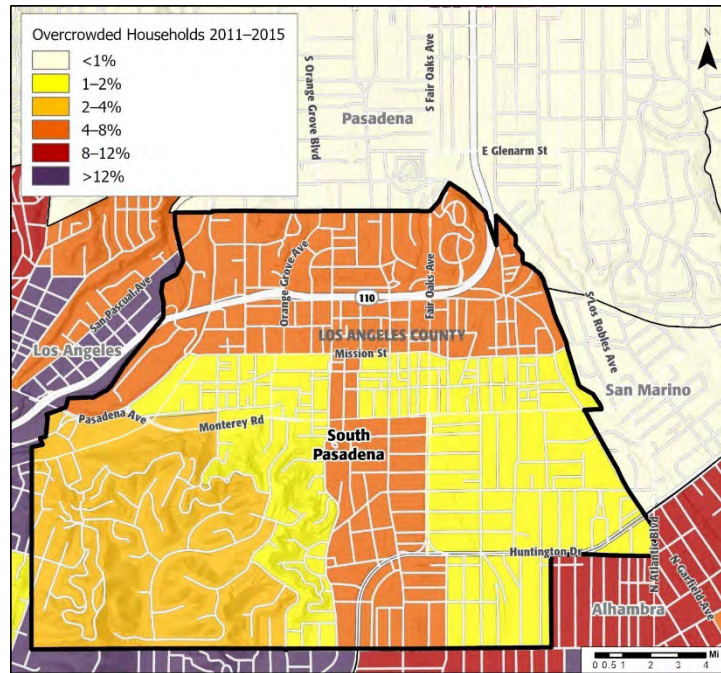 Overcrowded Households 2011–2015
<1%
1–2%
2–4%
4–8%
8–12%
>12%
N
S Orange Grove Blvd
S Fair Oaks Ave
Pasadena
E Glenarm St
San Pascual Ave
Orange Grove Ave
Fair Oaks Ave
110
S Los Robles Ave
Los Angeles
LOS ANGELES COUNTY
Mission St
San Marino
Pasadena Ave
Monterey Rd
South
Pasadena
Huntington Dr
N Atlantic Blvd
N Garfield Ave
Alhambra
Mi
0 0.5 1 2 3 4